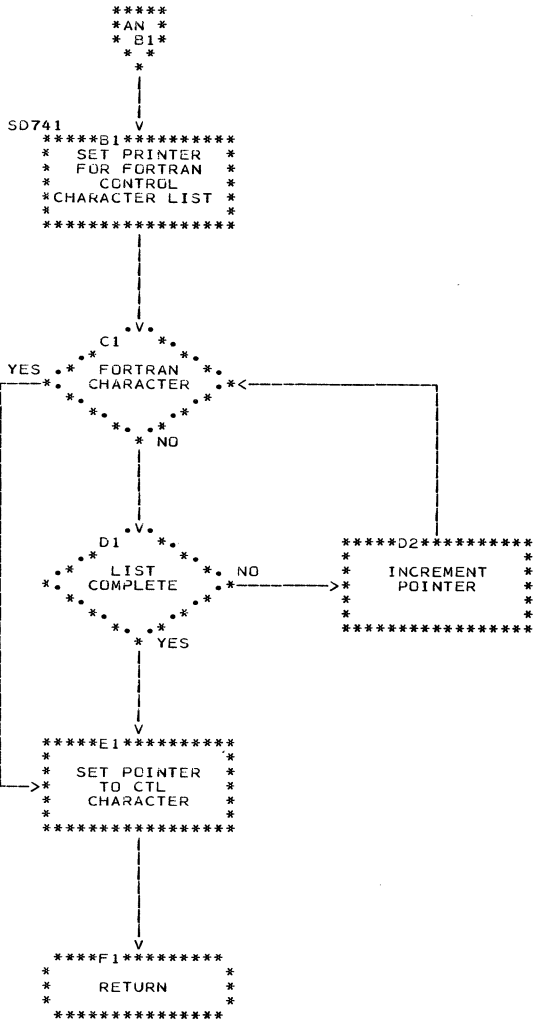 AN
B1
SD741
B1
SET PRINTER
FOR FORTRAN
CONTROL
CHARACTER LIST
C1
YES
FORTRAN
CHARACTER
NO
D1
LIST
COMPLETE
NO
YES
D2
INCREMENT
POINTER
E1
SET POINTER
TO CTL
CHARACTER
F1
RETURN